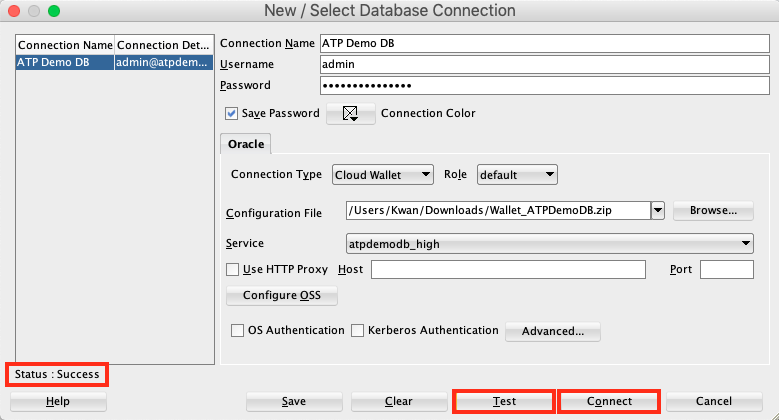 New / Select Database Connection
Connection Name Connection Det...
ATP Demo DB admin@atpdem...
Connection Name ATP Demo DB
Username admin
Password •••••••••••••••
Save Password Connection Color
Oracle
Connection Type Cloud Wallet Role default
Configuration File /Users/Kwan/Downloads/Wallet_ATPDemoDB.zip Browse...
Service atpdemodb_high
Use HTTP Proxy Host Port
Configure OSS
OS Authentication Kerberos Authentication Advanced...
Status : Success
Help Save Clear Test Connect Cancel